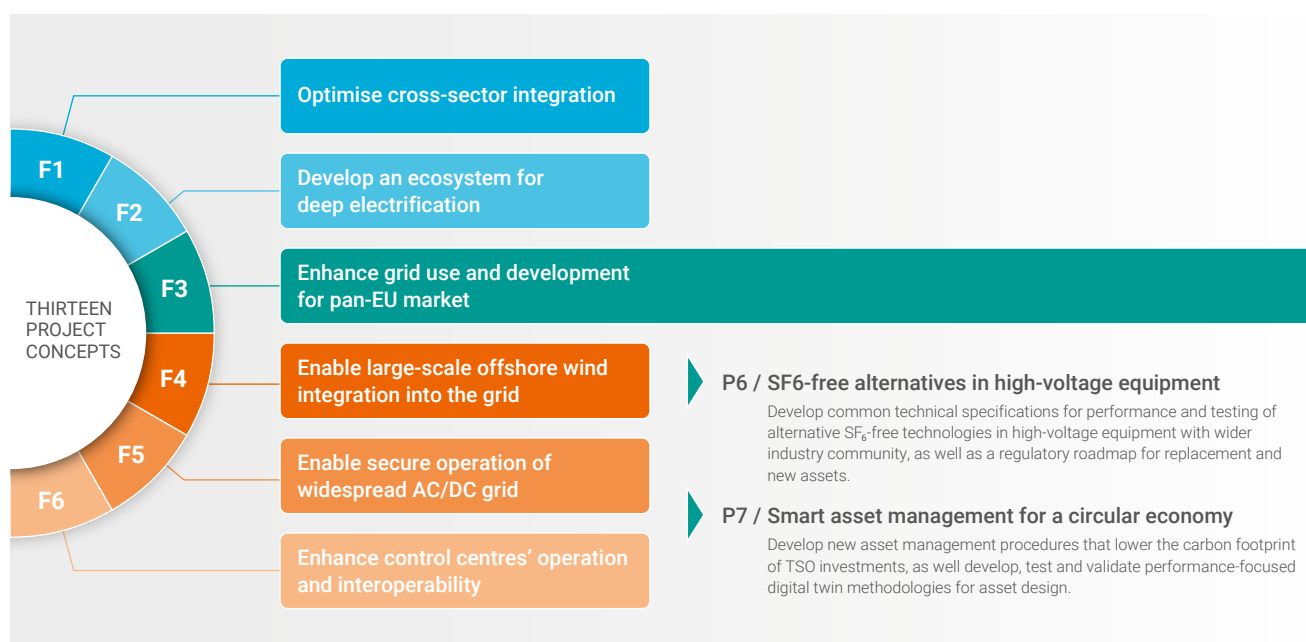 THIRTEEN
PROJECT
CONCEPTS
F1
Optimise cross-sector integration
F2
Develop an ecosystem for
deep electrification
F3
Enhance grid use and development
for pan-EU market
F4
Enable large-scale offshore wind
integration into the grid
F5
Enable secure operation of
widespread AC/DC grid
F6
Enhance control centres’ operation
and interoperability
P6 / SF6-free alternatives in high-voltage equipment
Develop common technical specifications for performance and testing of
alternative SF₆-free technologies in high-voltage equipment with wider
industry community, as well as a regulatory roadmap for replacement and
new assets.
P7 / Smart asset management for a circular economy
Develop new asset management procedures that lower the carbon footprint
of TSO investments, as well develop, test and validate performance-focused
digital twin methodologies for asset design.